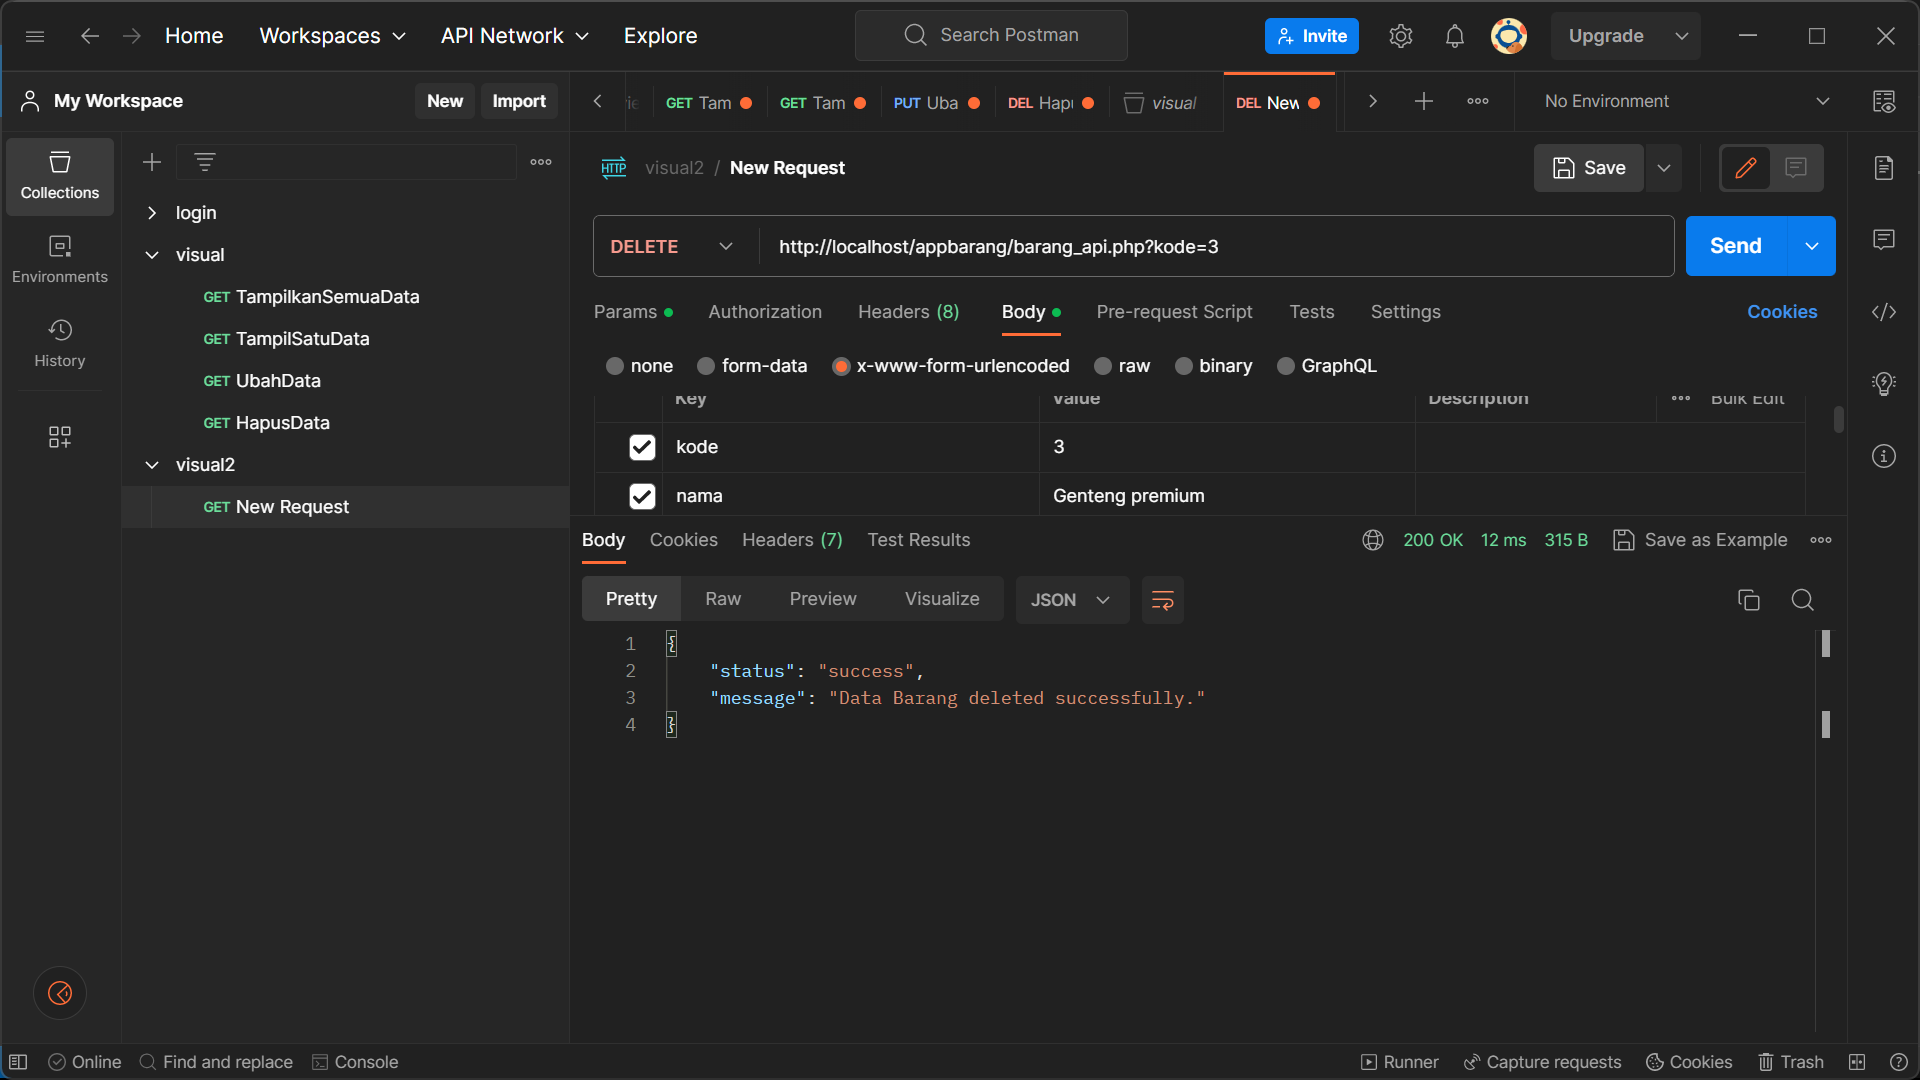 Home
Workspaces
API Network
Explore
Search Postman
Invite
Upgrade
My Workspace
New
Import
GET Tam
GET Tam
PUT Uba
DEL Hapu
visual
DEL New
No Environment
Collections
Environments
History
login
visual
GET TampilkanSemuaData
GET TampilSatuData
GET UbahData
GET HapusData
visual2
GET New Request
HTTP
visual2 / New Request
Save
DELETE
http://localhost/appbarang/barang_api.php?kode=3
Send
Params
Authorization
Headers (8)
Body
Pre-request Script
Tests
Settings
Cookies
none
form-data
x-www-form-urlencoded
raw
binary
GraphQL
Key
Value
Description
Bulk Edit
kode
3
nama
Genteng premium
Body
Cookies
Headers (7)
Test Results
200 OK
12 ms
315 B
Save as Example
Pretty
Raw
Preview
Visualize
JSON
1 {
2 "status": "success",
3 "message": "Data Barang deleted successfully."
4 }
Online
Find and replace
Console
Runner
Capture requests
Cookies
Trash